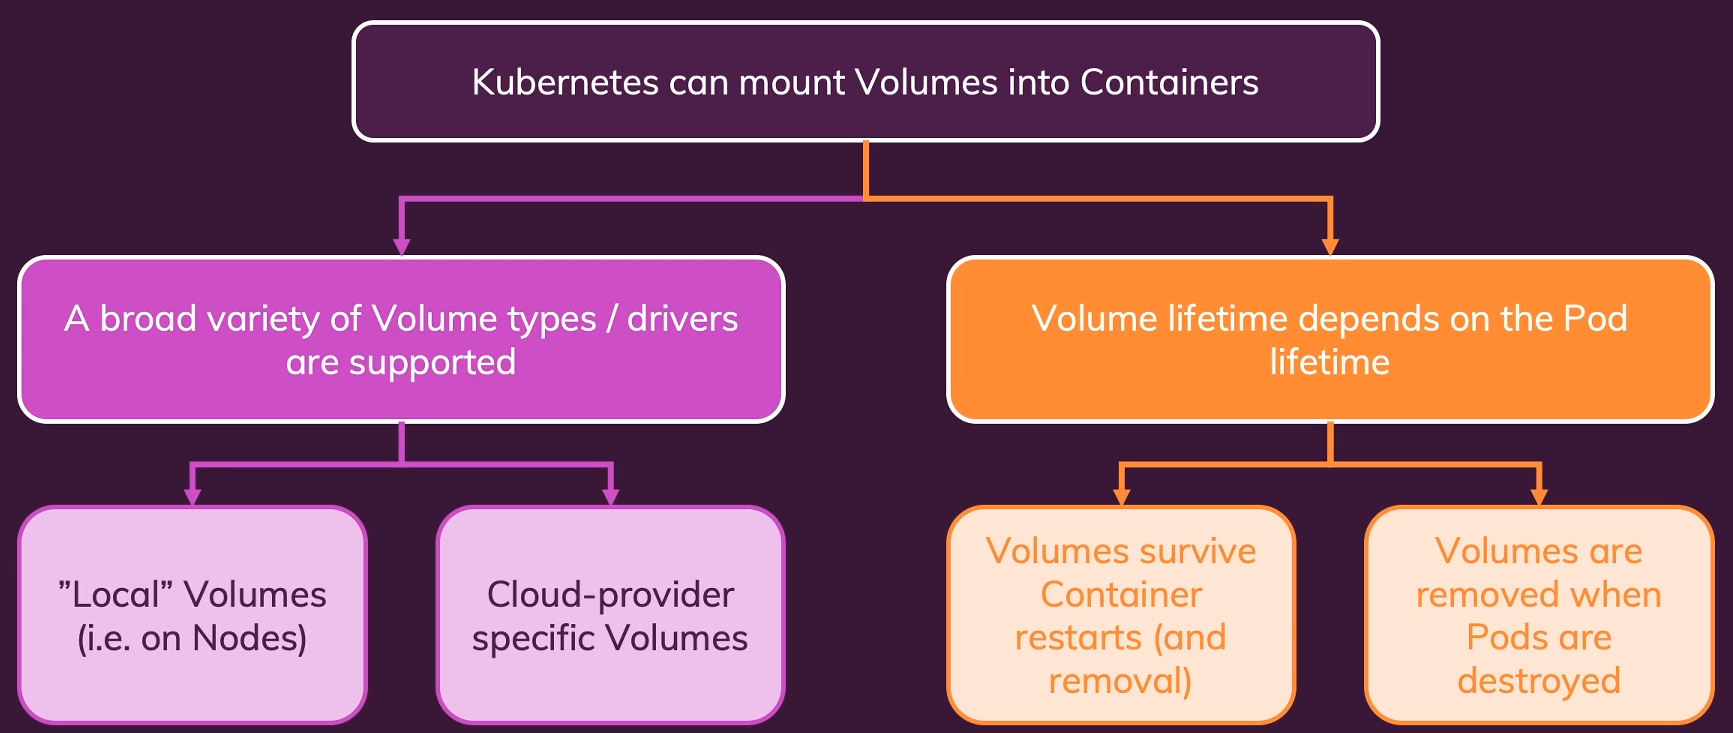 Kubernetes can mount Volumes into Containers
A broad variety of Volume types / drivers
are supported
Volume lifetime depends on the Pod
lifetime
”Local” Volumes
(i.e. on Nodes)
Cloud-provider
specific Volumes
Volumes survive
Container
restarts (and
removal)
Volumes are
removed when
Pods are
destroyed